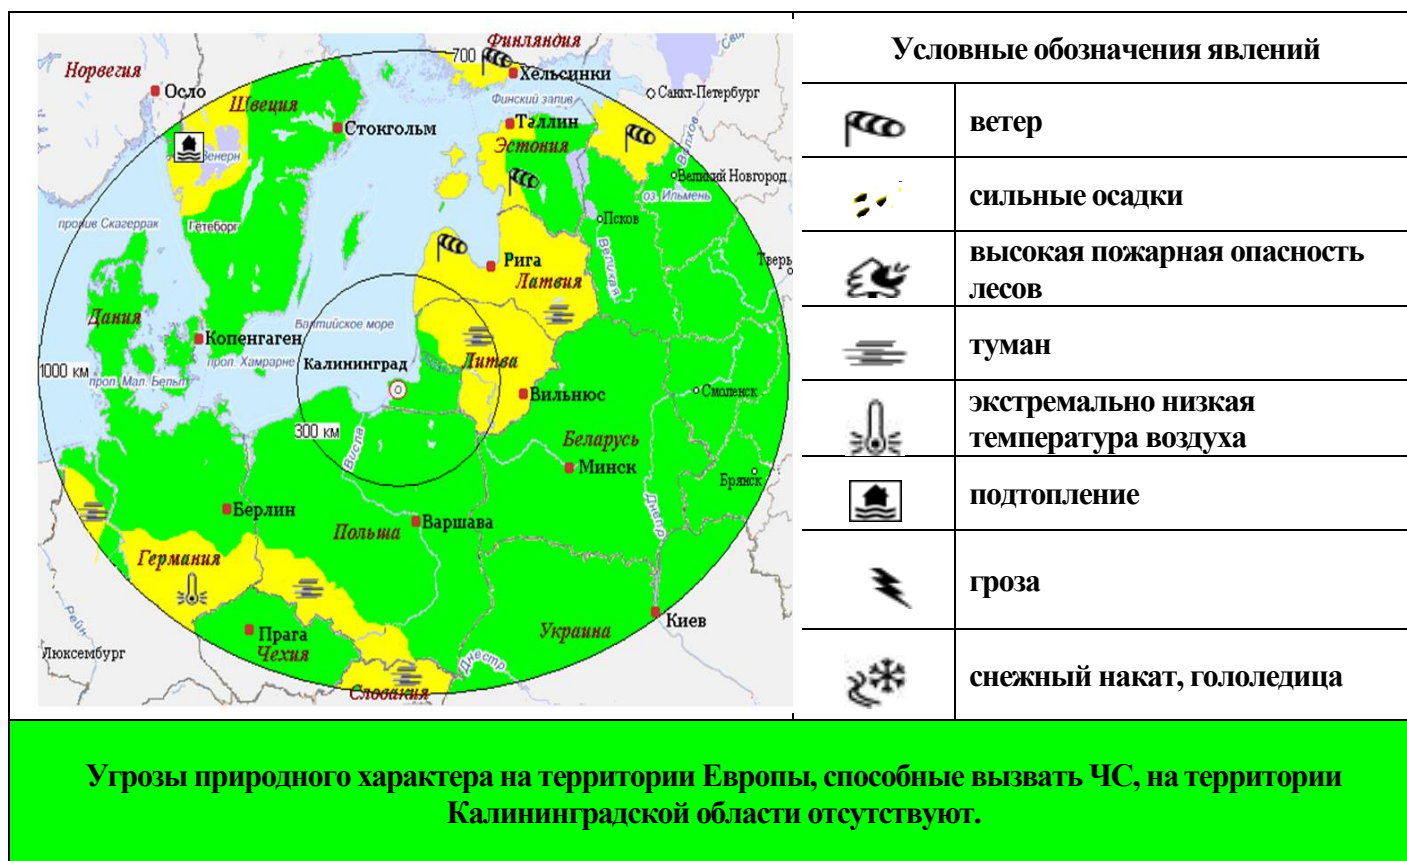 Финляндия
700
Хельсинки
Норвегия
Осло
Швеция
Санкт-Петербург
Финский залив
Стокгольм
Таллин
Эстония
Волхов
Венерн
Великий Новгород
оз. Ильмень
пролив Скагеррак
Гётеборг
Псков
Великая
Рига
Тверь
Латвия
Дания
Балтийское море
Копенгаген
Калининград
Литва
1000 км
Вильнюс
Смоленск
300 км
Висла
Беларусь
Минск
Брянск
Днепр
Берлин
Варшава
Польша
Германия
Рейн
Прага
Чехия
Украина
Киев
Люксембург
Днестр
Словакия
Условные обозначения явлений
ветер
сильные осадки
высокая пожарная опасность
лесов
туман
экстремально низкая
температура воздуха
подтопление
гроза
снежный накат, гололедица
Угрозы природного характера на территории Европы, способные вызвать ЧС, на территории
Калининградской области отсутствуют.